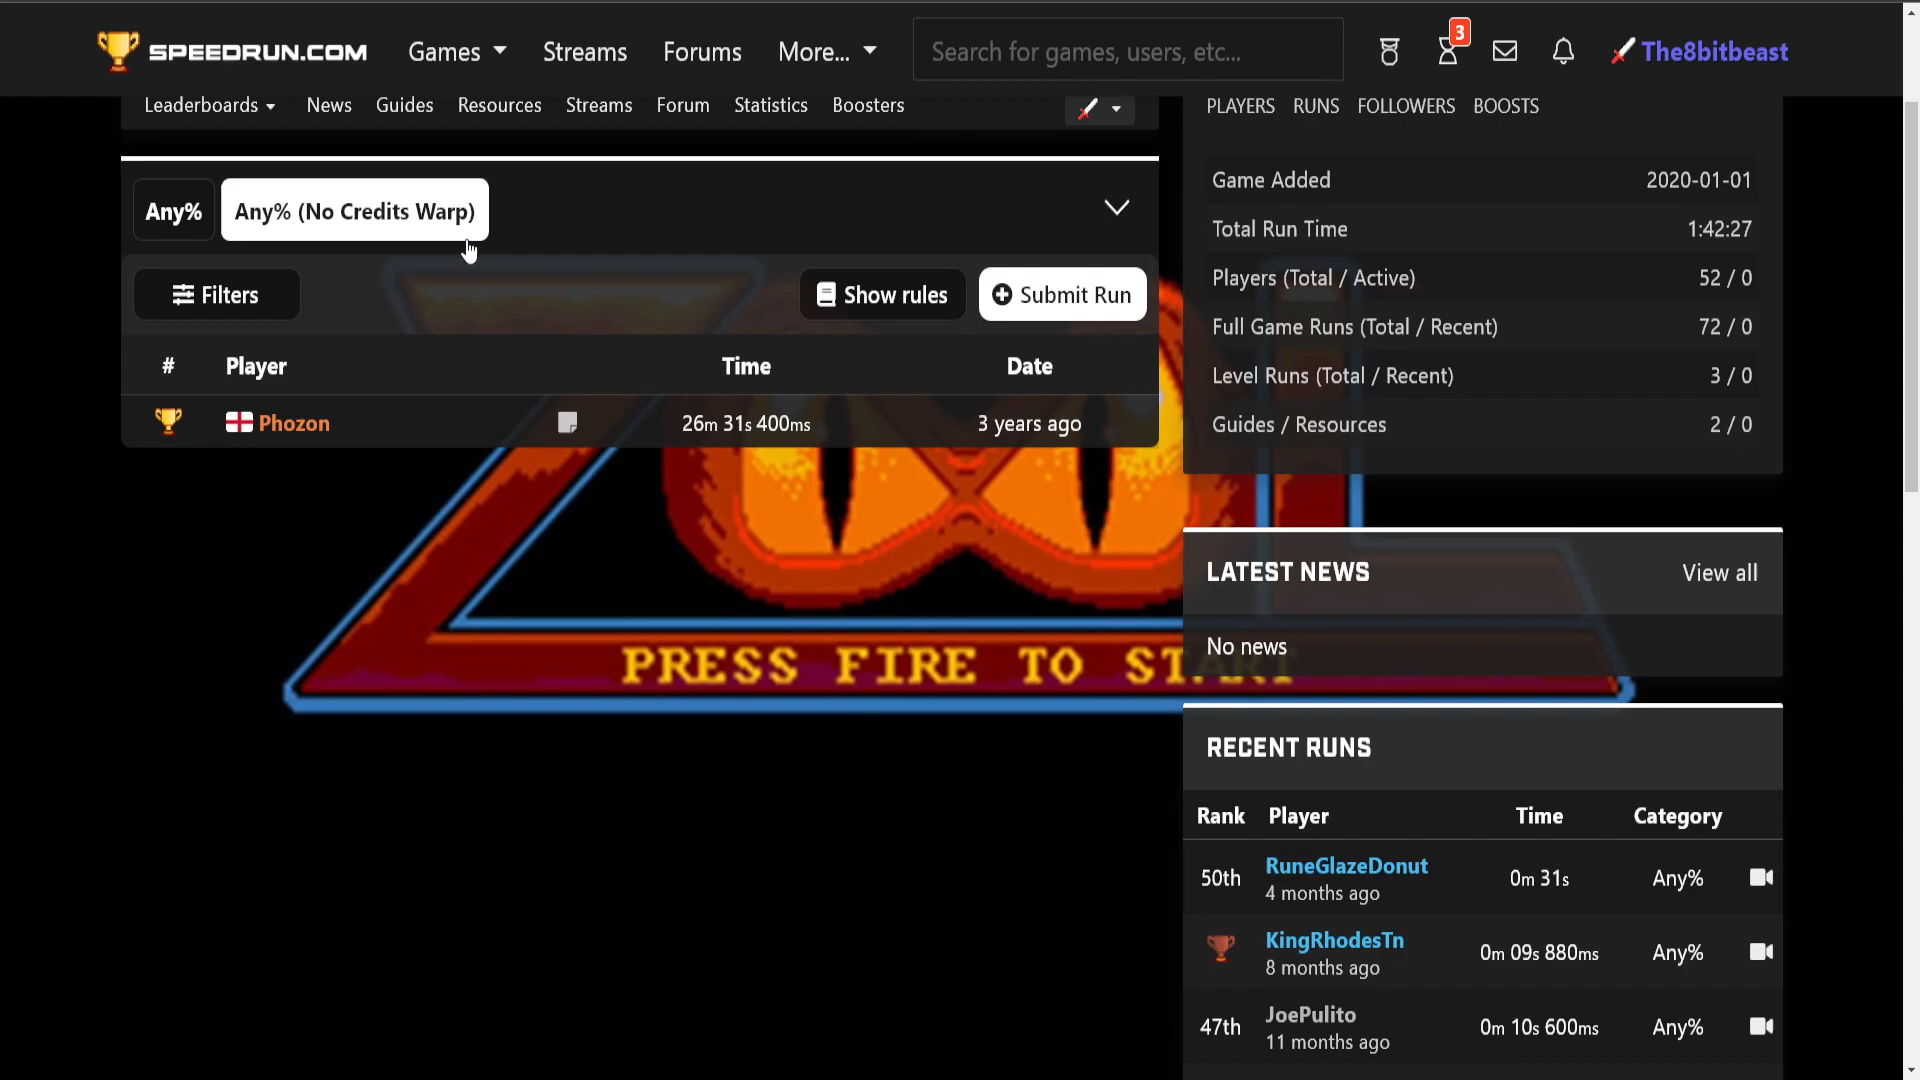 SPEEDRUN.COM Games Streams Forums More... Search for games, users, etc... 3 The8bitbeast
Leaderboards News Guides Resources Streams Forum Statistics Boosters
PLAYERS RUNS FOLLOWERS BOOSTS
Any% Any% (No Credits Warp)
Filters Show rules Submit Run
# Player Time Date
Phozon 26m 31s 400ms 3 years ago
PRESS FIRE TO START
Game Added 2020-01-01
Total Run Time 1:42:27
Players (Total / Active) 52 / 0
Full Game Runs (Total / Recent) 72 / 0
Level Runs (Total / Recent) 3 / 0
Guides / Resources 2 / 0
LATEST NEWS View all
No news
RECENT RUNS
Rank Player Time Category
50th RuneGlazeDonut 0m 31s Any%
4 months ago
KingRhodesTn 0m 09s 880ms Any%
8 months ago
47th JoePulito 0m 10s 600ms Any%
11 months ago